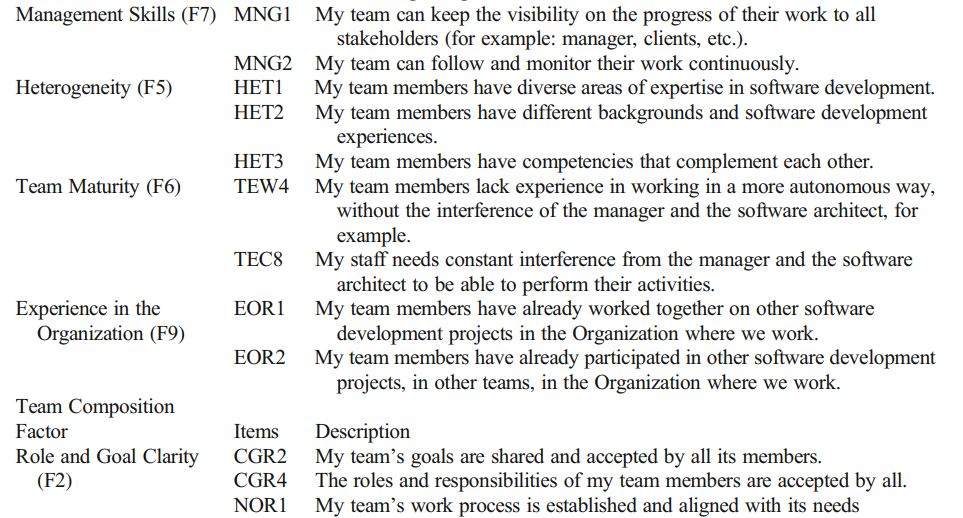 Management Skills (F7) MNG1 My team can keep the visibility on the progress of their work to all
stakeholders (for example: manager, clients, etc.).
MNG2 My team can follow and monitor their work continuously.
Heterogeneity (F5) HET1 My team members have diverse areas of expertise in software development.
HET2 My team members have different backgrounds and software development
experiences.
HET3 My team members have competencies that complement each other.
Team Maturity (F6) TEW4 My team members lack experience in working in a more autonomous way,
without the interference of the manager and the software architect, for
example.
TEC8 My staff needs constant interference from the manager and the software
architect to be able to perform their activities.
Experience in the EOR1 My team members have already worked together on other software
Organization (F9) development projects in the Organization where we work.
EOR2 My team members have already participated in other software development
projects, in other teams, in the Organization where we work.
Team Composition
Factor Items Description
Role and Goal Clarity CGR2 My team's goals are shared and accepted by all its members.
(F2) CGR4 The roles and responsibilities of my team members are accepted by all.
NOR1 My team's work process is established and aligned with its needs